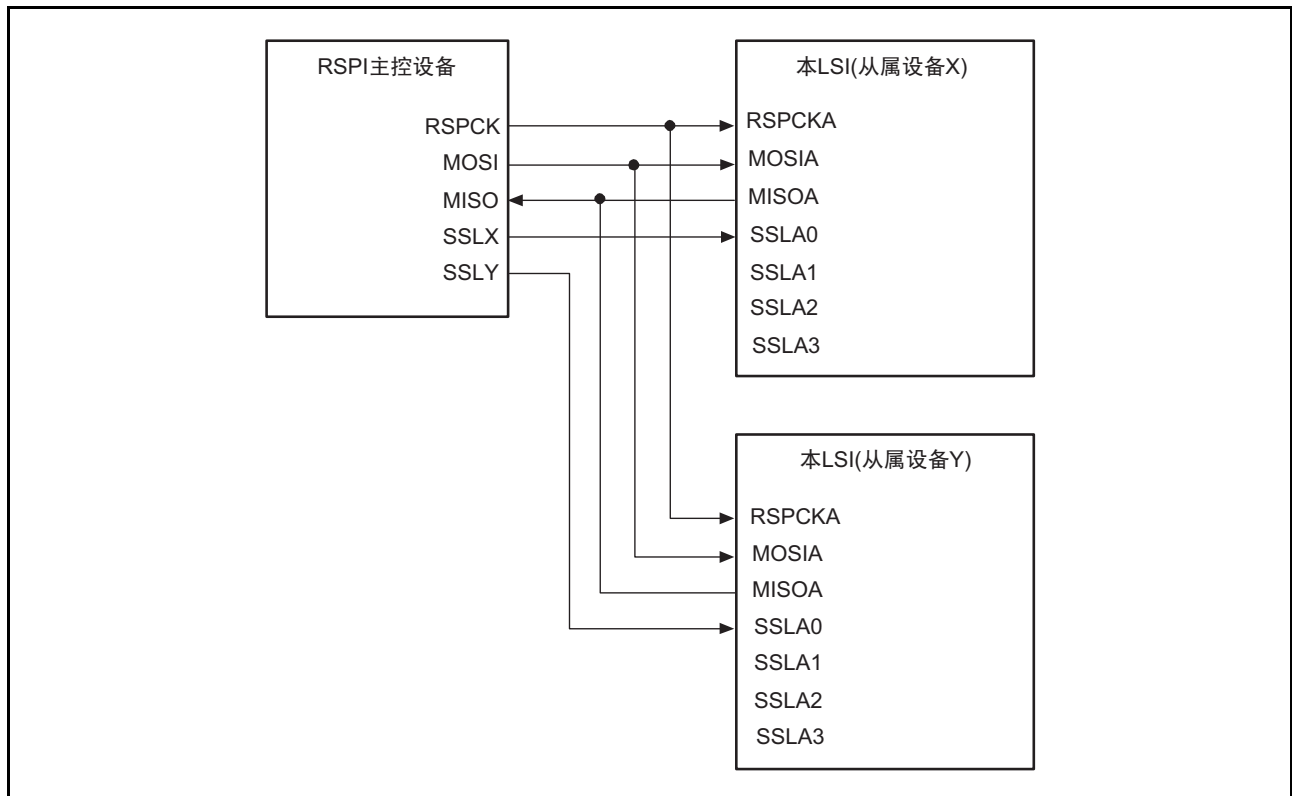 RSPI主控设备
RSPCK
MOSI
MISO
SSLX
SSLY
本LSI(从属设备X)
RSPCKA
MOSIA
MISOA
SSLA0
SSLA1
SSLA2
SSLA3
本LSI(从属设备Y)
RSPCKA
MOSIA
MISOA
SSLA0
SSLA1
SSLA2
SSLA3